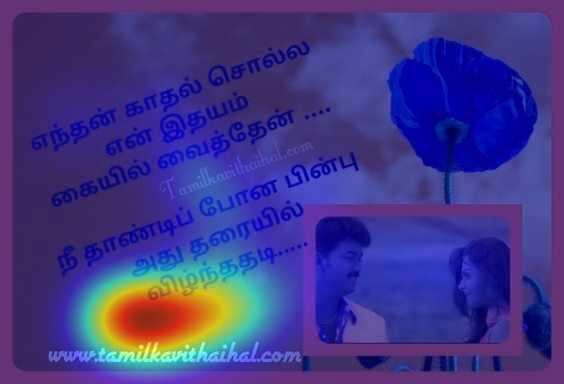 எந்தன் காதல் சொல்ல
என் இதயம்
கையில் வைத்தேன் ....
Tamilkavithaihal.com
நீ தாண்டிப் போன பின்பு
அது தரையில்
விழ்ந்ததடி.....
www.tamilkavithaihal.com